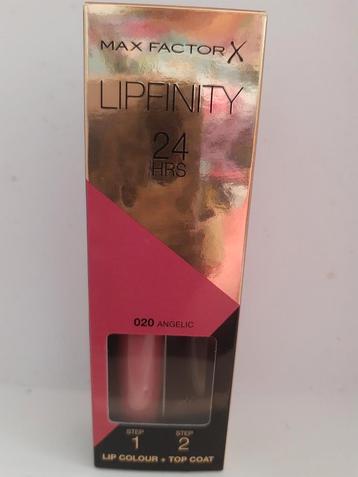 MAX FACTOR X
LIPFINITY
24
HRS
020 ANGELIC
STEP STEP
1 2
LIP COLOUR + TOP COAT